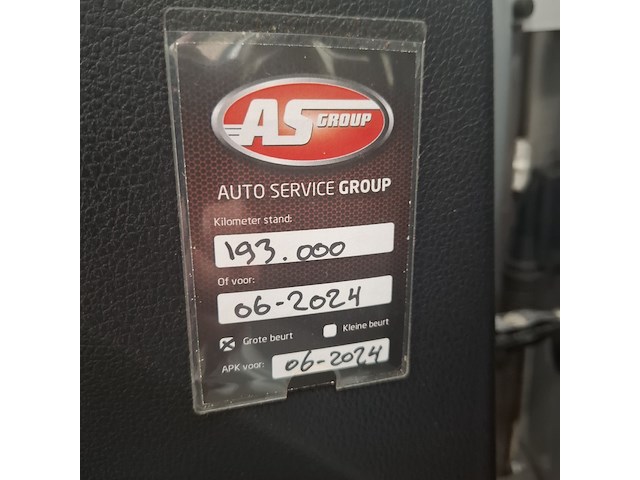 AS GROUP
AUTO SERVICE GROUP
Kilometer stand:
193.000
Of voor:
06-2024
Grote beurt Kleine beurt
APK voor: 06-2024